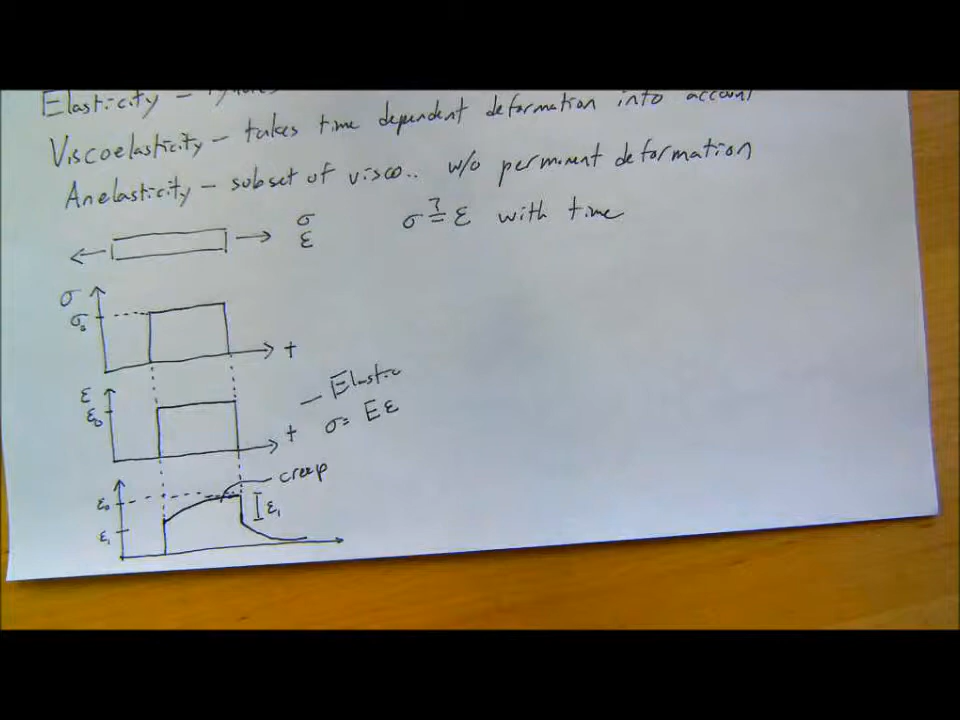 Elasticity –
Viscoelasticity – takes time dependent deformation into account
Anelasticity – subset of visco.. w/o perminent deformation
σ
ε
σ ?= ε with time
σ
σ₀
t
ε
ε₀
t
– Elastic
σ= Eε
creep
ε₀
ε₁
ε₁